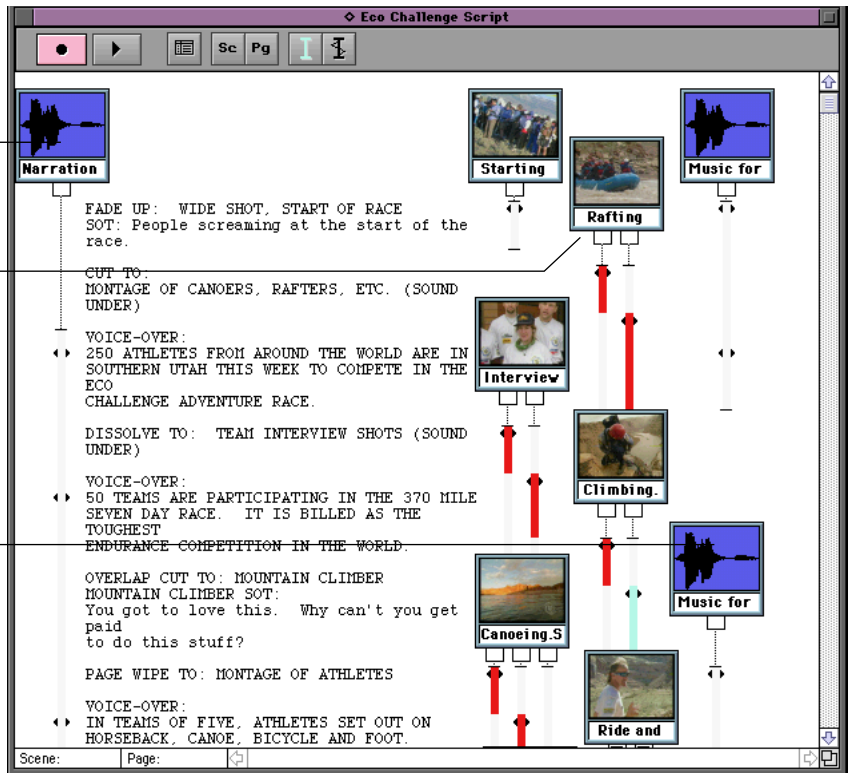 Eco Challenge Script
Sc Pg
Narration
Starting
Rafting
Music for
FADE UP: WIDE SHOT, START OF RACE
SOT: People screaming at the start of the
race.
CUT TO:
MONTAGE OF CANOERS, RAFTERS, ETC. (SOUND
UNDER)
VOICE-OVER:
250 ATHLETES FROM AROUND THE WORLD ARE IN
SOUTHERN UTAH THIS WEEK TO COMPETE IN THE
ECO
CHALLENGE ADVENTURE RACE.
Interview
DISSOLVE TO: TEAM INTERVIEW SHOTS (SOUND
UNDER)
VOICE-OVER:
50 TEAMS ARE PARTICIPATING IN THE 370 MILE
SEVEN DAY RACE. IT IS BILLED AS THE
TOUGHEST
ENDURANCE COMPETITION IN THE WORLD.
Climbing.
OVERLAP CUT TO: MOUNTAIN CLIMBER
MOUNTAIN CLIMBER SOT:
You got to love this. Why can't you get
paid
to do this stuff?
Music for
Canoeing.S
PAGE WIPE TO: MONTAGE OF ATHLETES
VOICE-OVER:
IN TEAMS OF FIVE, ATHLETES SET OUT ON
HORSEBACK, CANOE, BICYCLE AND FOOT.
Ride and
Scene: Page: